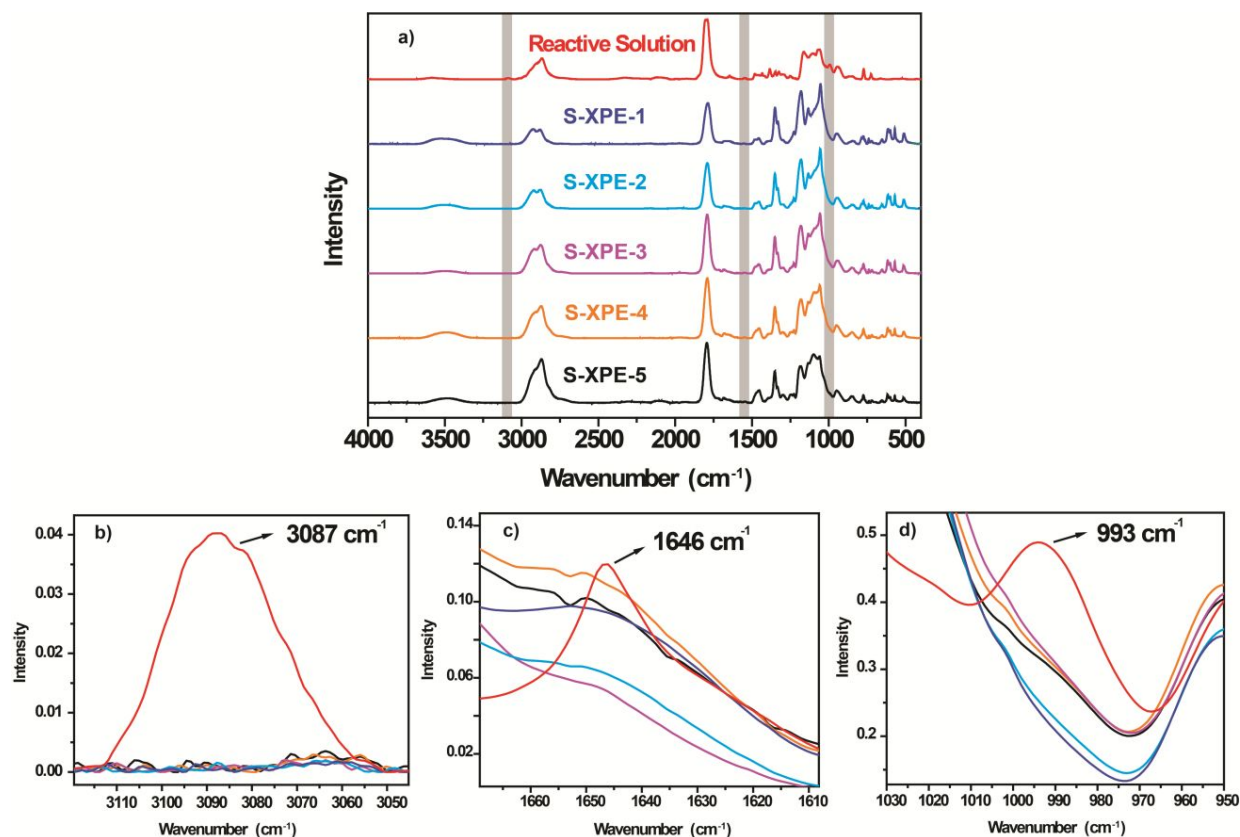 a)
Reactive Solution
S-XPE-1
S-XPE-2
S-XPE-3
S-XPE-4
S-XPE-5
Intensity
4000 3500 3000 2500 2000 1500 1000 500
Wavenumber (cm⁻¹)
b)
3087 cm⁻¹
0.04
0.03
0.02
0.01
0.00
Intensity
3110 3090 3080 3070 3060 3050
Wavenumber (cm⁻¹)
c)
1646 cm⁻¹
0.14
0.10
0.06
0.02
Intensity
1660 1650 1640 1630 1620 1610
Wavenumber (cm⁻¹)
d)
993 cm⁻¹
0.5
0.4
0.3
0.2
Intensity
1030 1020 1010 1000 990 980 970 960 950
Wavenumber (cm⁻¹)